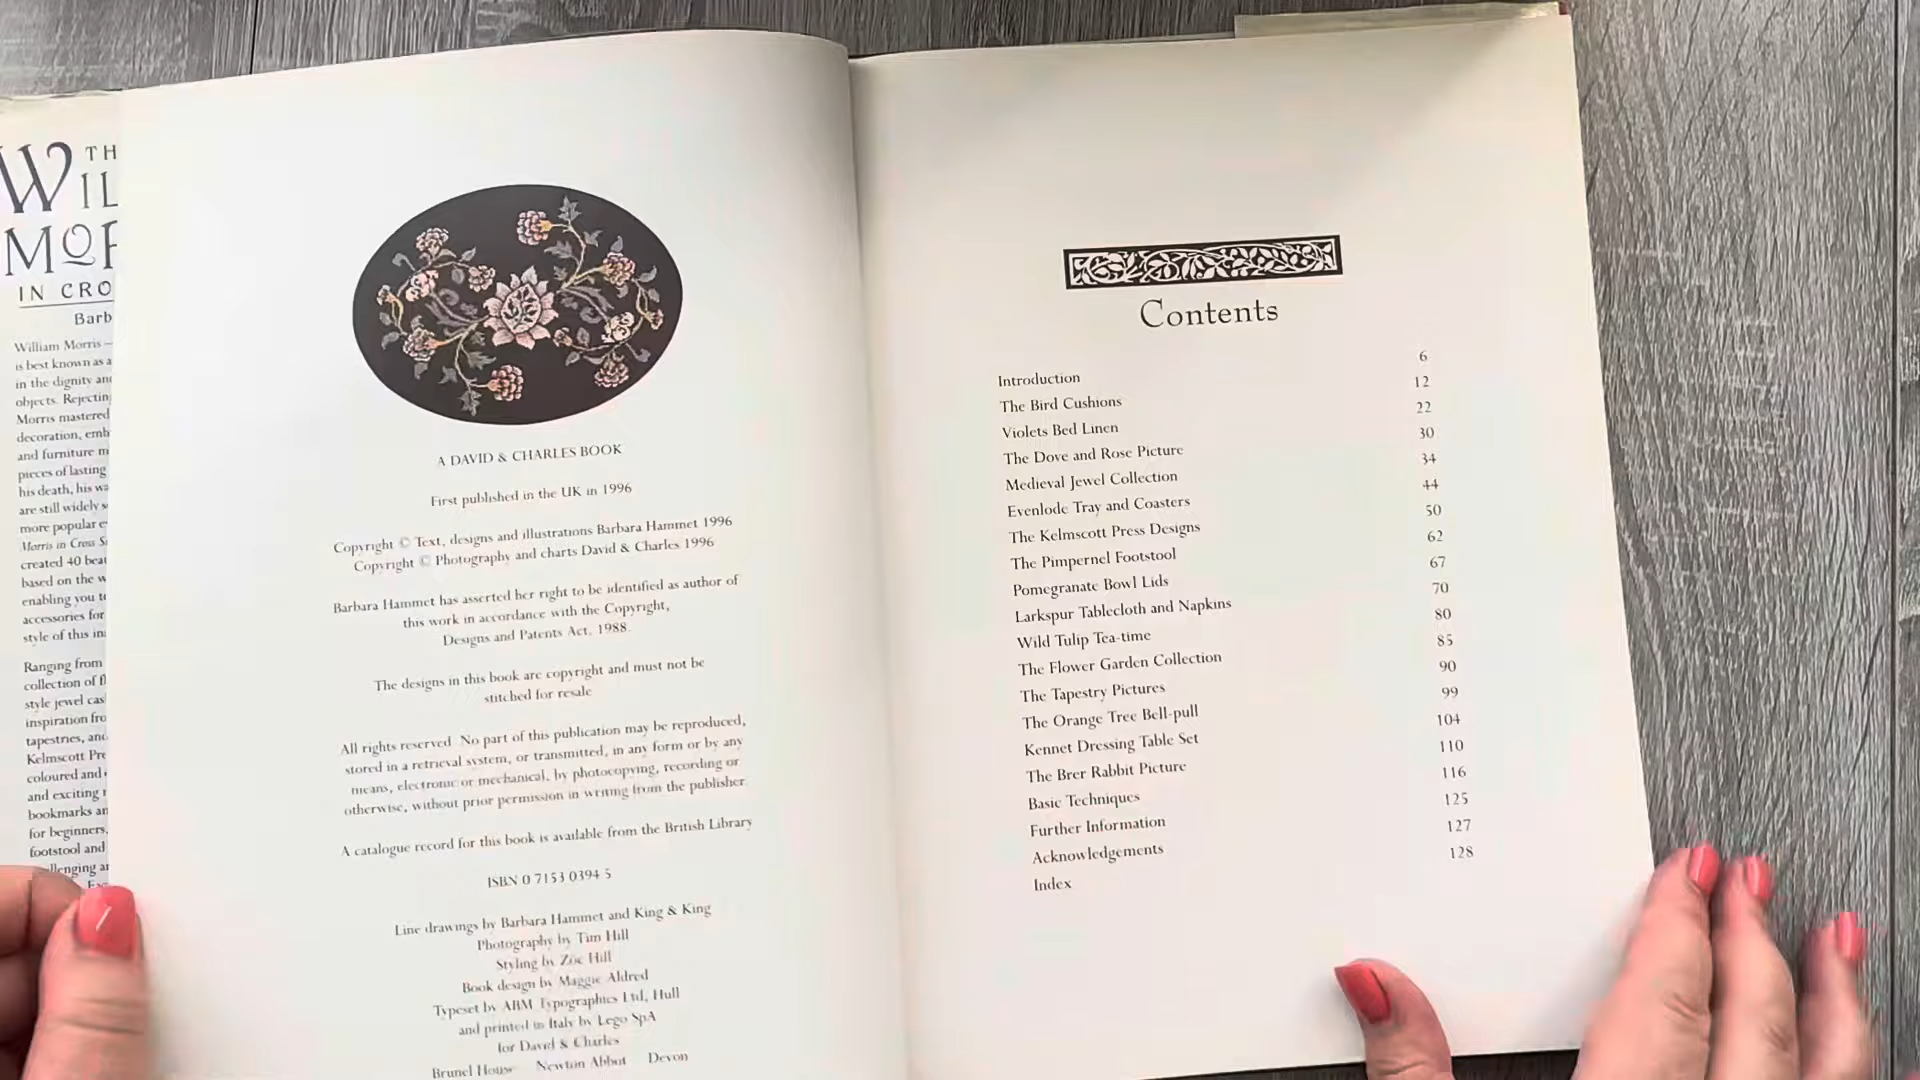 TH
WIL
MOR
IN CRO
Barb
William Morris –
is best known as a
in the dignity and
objects. Rejecting
Morris mastered
decoration, emb
and furniture m
pieces of lasting
his death, his wa
are still widely s
more popular e
Morris in Cross S
created 40 beau
based on the w
enabling you to
accessories for
style of this in
Ranging from
collection of fl
style jewel cas
inspiration fro
tapestries, and
Kelmscott Pre
coloured and
and exciting
bookmarks an
for beginners,
footstool and
llenging an
A DAVID & CHARLES BOOK
First published in the UK in 1996
Copyright © Text, designs and illustrations Barbara Hammet 1996
Copyright © Photography and charts David & Charles 1996
Barbara Hammet has asserted her right to be identified as author of
this work in accordance with the Copyright,
Designs and Patents Act, 1988.
The designs in this book are copyright and must not be
stitched for resale
All rights reserved No part of this publication may be reproduced,
stored in a retrieval system, or transmitted, in any form or by any
means, electronic or mechanical, by photocopying, recording or
otherwise, without prior permission in writing from the publisher
A catalogue record for this book is available from the British Library
ISBN 0 7153 0394 5
Line drawings by Barbara Hammet and King & King
Photography by Tim Hill
Styling by Zoë Hill
Book design by Maggie Aldred
Typeset by ABM Typographics Ltd, Hull
and printed in Italy by Lego SpA
for David & Charles
Brunel House Newton Abbot Devon
Contents
Introduction 6
The Bird Cushions 12
Violets Bed Linen 22
The Dove and Rose Picture 30
Medieval Jewel Collection 34
Evenlode Tray and Coasters 44
The Kelmscott Press Designs 50
The Pimpernel Footstool 62
Pomegranate Bowl Lids 67
Larkspur Tablecloth and Napkins 70
Wild Tulip Tea-time 80
The Flower Garden Collection 85
The Tapestry Pictures 90
The Orange Tree Bell-pull 99
Kennet Dressing Table Set 104
The Brer Rabbit Picture 110
Basic Techniques 116
Further Information 125
Acknowledgements 127
Index 128